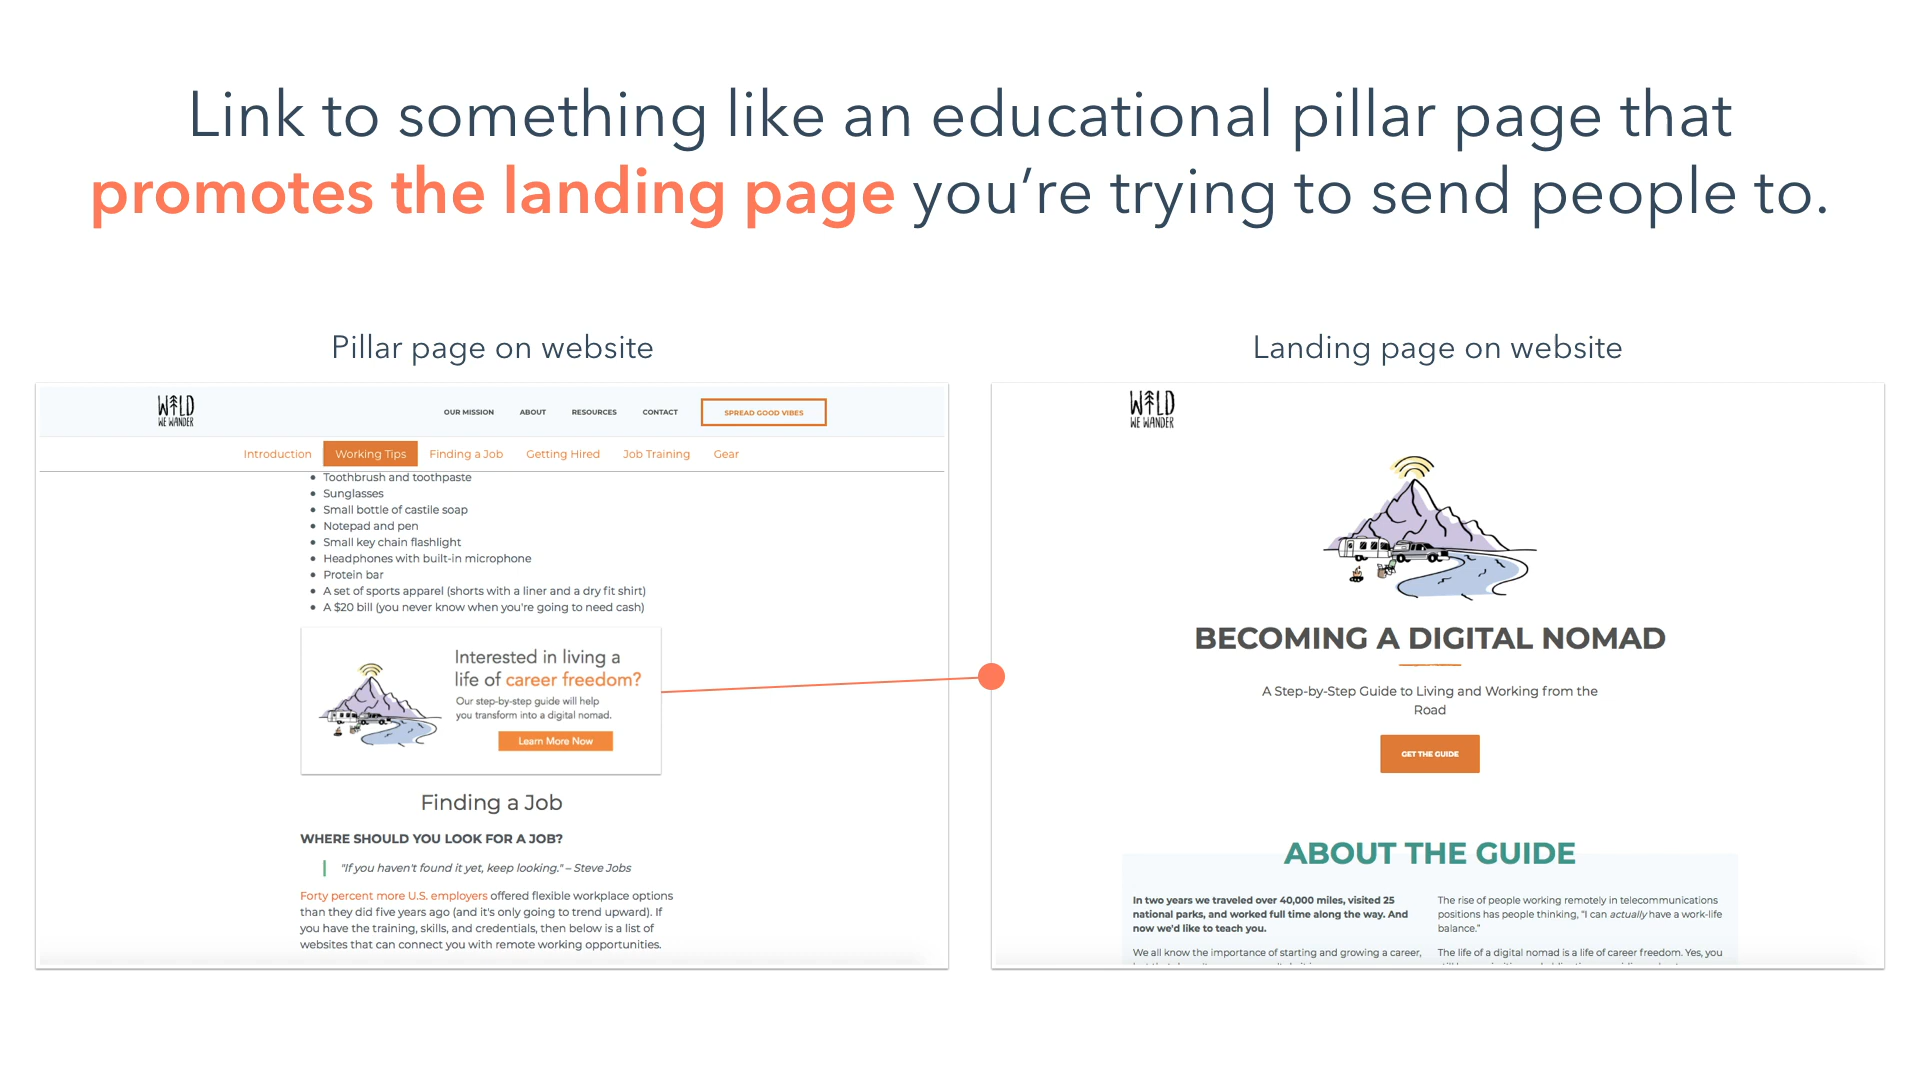 Link to something like an educational pillar page that
promotes the landing page you’re trying to send people to.
Pillar page on website
WILD
WE WANDER
OUR MISSION ABOUT RESOURCES CONTACT SPREAD GOOD VIBES
Introduction Working Tips Finding a Job Getting Hired Job Training Gear
• Toothbrush and toothpaste
• Sunglasses
• Small bottle of castile soap
• Notepad and pen
• Small key chain flashlight
• Headphones with built-in microphone
• Protein bar
• A set of sports apparel (shorts with a liner and a dry fit shirt)
• A $20 bill (you never know when you're going to need cash)
Interested in living a
life of career freedom?
Our step-by-step guide will help
you transform into a digital nomad.
Learn More Now
Finding a Job
WHERE SHOULD YOU LOOK FOR A JOB?
"If you haven't found it yet, keep looking." – Steve Jobs
Forty percent more U.S. employers offered flexible workplace options
than they did five years ago (and it's only going to trend upward). If
you have the training, skills, and credentials, then below is a list of
websites that can connect you with remote working opportunities.
Landing page on website
WILD
WE WANDER
BECOMING A DIGITAL NOMAD
A Step-by-Step Guide to Living and Working from the
Road
GET THE GUIDE
ABOUT THE GUIDE
In two years we traveled over 40,000 miles, visited 25
national parks, and worked full time along the way. And
now we'd like to teach you.
We all know the importance of starting and growing a career,
The rise of people working remotely in telecommunications
positions has people thinking, "I can actually have a work-life
balance."
The life of a digital nomad is a life of career freedom. Yes, you